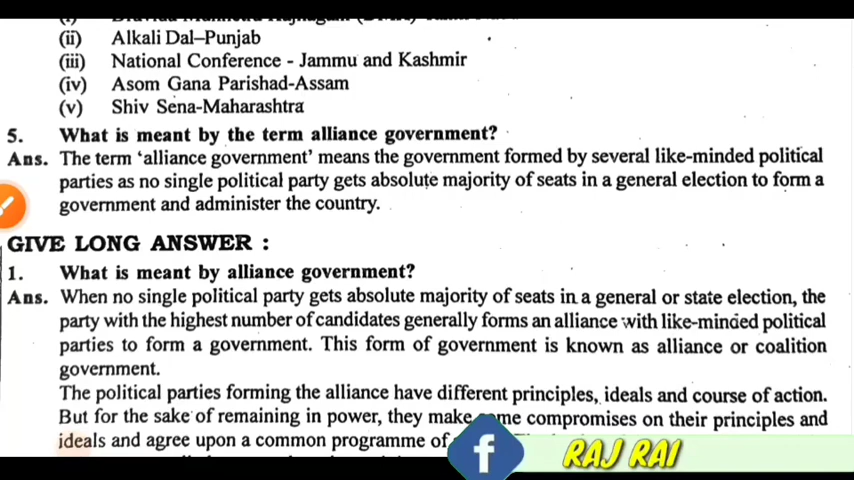 (ii) Alkali Dal–Punjab
(iii) National Conference - Jammu and Kashmir
(iv) Asom Gana Parishad-Assam
(v) Shiv Sena-Maharashtra
5. What is meant by the term alliance government?
Ans. The term ‘alliance government’ means the government formed by several like-minded political
parties as no single political party gets absolute majority of seats in a general election to form a
government and administer the country.
GIVE LONG ANSWER :
1. What is meant by alliance government?
Ans. When no single political party gets absolute majority of seats in a general or state election, the
party with the highest number of candidates generally forms an alliance with like-minded political
parties to form a government. This form of government is known as alliance or coalition
government.
The political parties forming the alliance have different principles, ideals and course of action.
But for the sake of remaining in power, they make some compromises on their principles and
ideals and agree upon a common programme of
f RAJ RAI